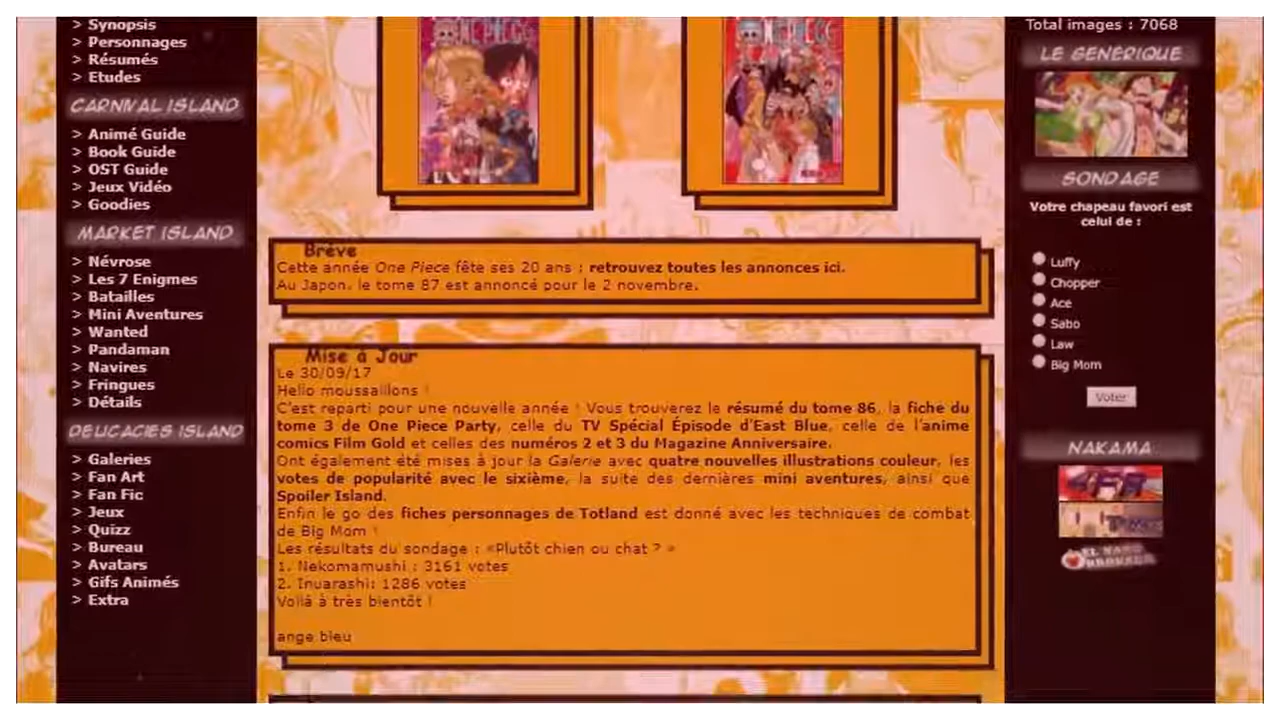 > Synopsis
> Personnages
> Résumés
> Etudes
CARNIVAL ISLAND
> Animé Guide
> Book Guide
> OST Guide
> Jeux Vidéo
> Goodies
MARKET ISLAND
> Névrose
> Les 7 Enigmes
> Batailles
> Mini Aventures
> Wanted
> Pandaman
> Navires
> Fringues
> Détails
DELICACIES ISLAND
> Galeries
> Fan Art
> Fan Fic
> Jeux
> Quizz
> Bureau
> Avatars
> Gifs Animés
> Extra
ONE PIECE
ONE PIECE
Brève
Cette année One Piece fête ses 20 ans : retrouvez toutes les annonces ici.
Au Japon, le tome 87 est annoncé pour le 2 novembre.
Mise à Jour
Le 30/09/17
Hello moussaillons !
C'est reparti pour une nouvelle année ! Vous trouverez le résumé du tome 86, la fiche du
tome 3 de One Piece Party, celle du TV Spécial Épisode d'East Blue, celle de l'anime
comics Film Gold et celles des numéros 2 et 3 du Magazine Anniversaire.
Ont également été mises à jour la Galerie avec quatre nouvelles illustrations couleur, les
votes de popularité avec le sixième, la suite des dernières mini aventures, ainsi que
Spoiler Island.
Enfin le go des fiches personnages de Totland est donné avec les techniques de combat
de Big Mom !
Les résultats du sondage : «Plutôt chien ou chat ? »
1. Nekomamushi : 3161 votes
2. Inuarashi: 1286 votes
Voilà à très bientôt !
ange bleu
Total images : 7068
LE GENERIQUE
SONDAGE
Votre chapeau favori est
celui de :
Luffy
Chopper
Ace
Sabo
Law
Big Mom
Voter
NAKAMA